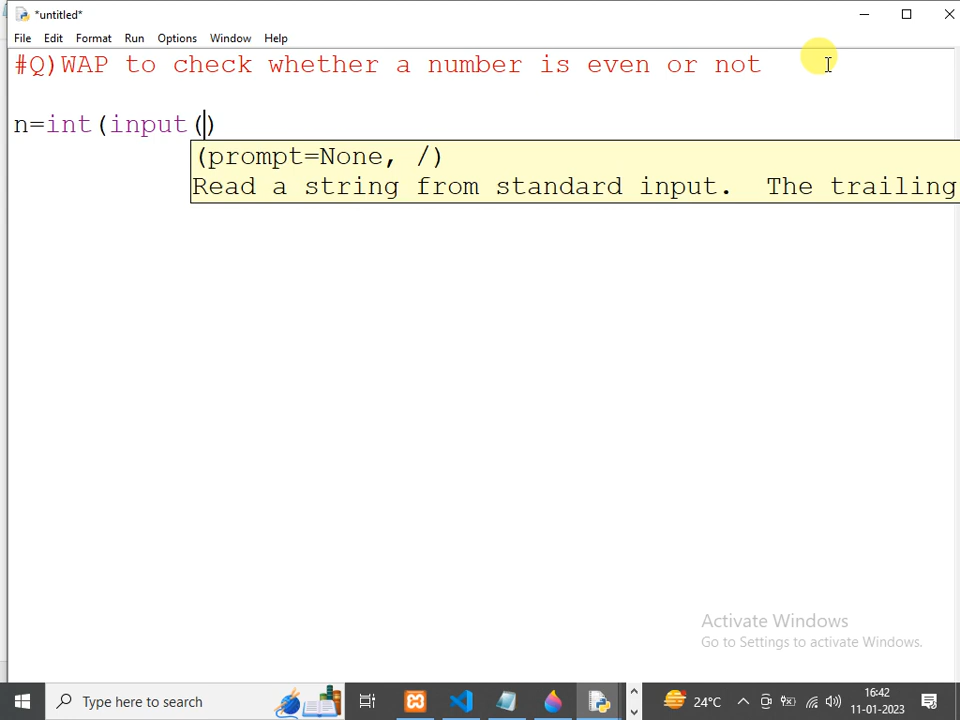 *untitled*
File Edit Format Run Options Window Help
#Q)WAP to check whether a number is even or not
n=int(input()
(prompt=None, /)
Read a string from standard input.  The trailing
Activate Windows
Go to Settings to activate Windows.
Type here to search
24°C
16:42
11-01-2023